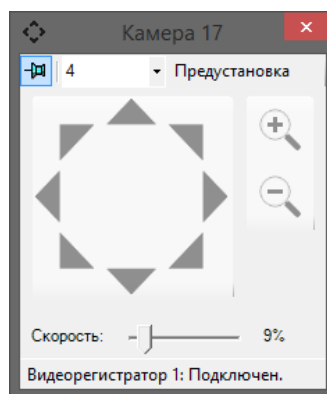 Камера 17
4 Предустановка
Скорость: 9%
Видеорегистратор 1: Подключен.